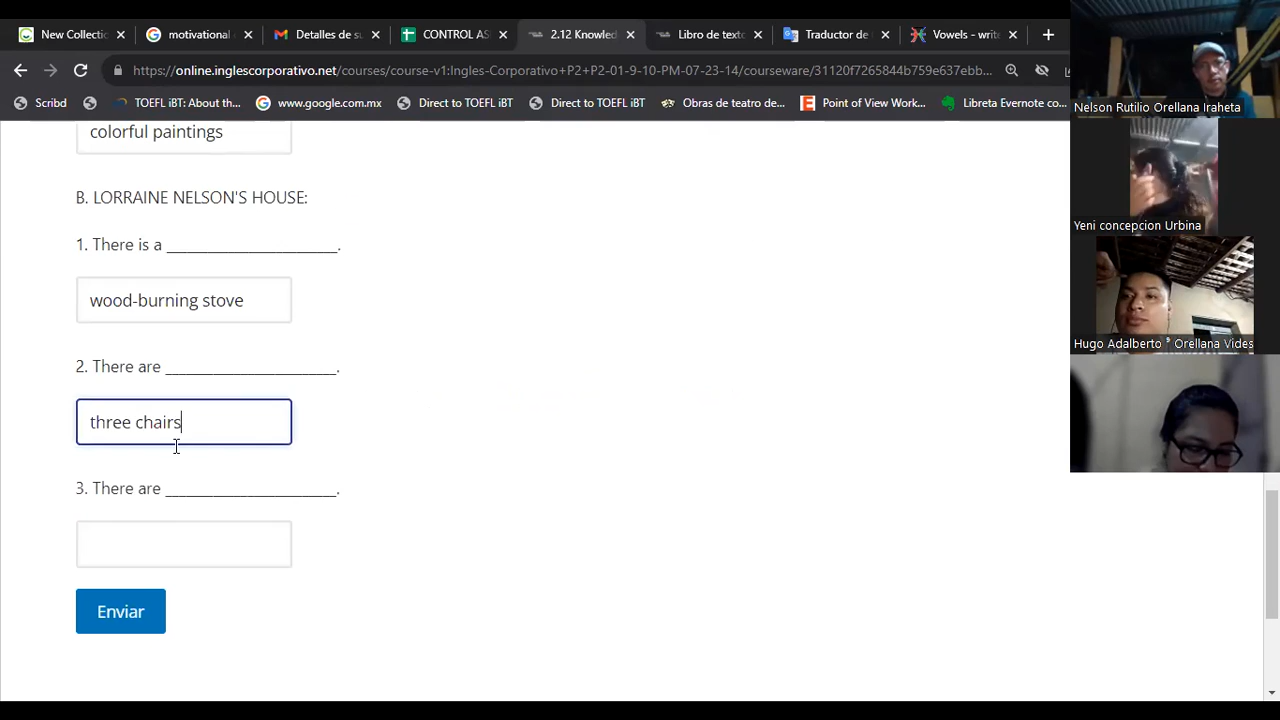 New Collectic
motivational
Detalles de su
CONTROL AS
2.12 Knowled
Libro de texto
Traductor de
Vowels - write
https://online.inglescorporativo.net/courses/course-v1:Ingles-Corporativo+P2+P2-01-9-10-PM-07-23-14/courseware/31120f7265844b759e637ebb...
Scribd
TOEFL iBT: About th...
www.google.com.mx
Direct to TOEFL iBT
Direct to TOEFL iBT
Obras de teatro de...
Point of View Work...
Libreta Evernote co...
colorful paintings
B. LORRAINE NELSON'S HOUSE:
1. There is a ____________________.
wood-burning stove
2. There are ____________________.
three chairs
3. There are ____________________.
Enviar
Nelson Rutilio Orellana Iraheta
Yeni concepcion Urbina
Hugo Adalberto Orellana Vides